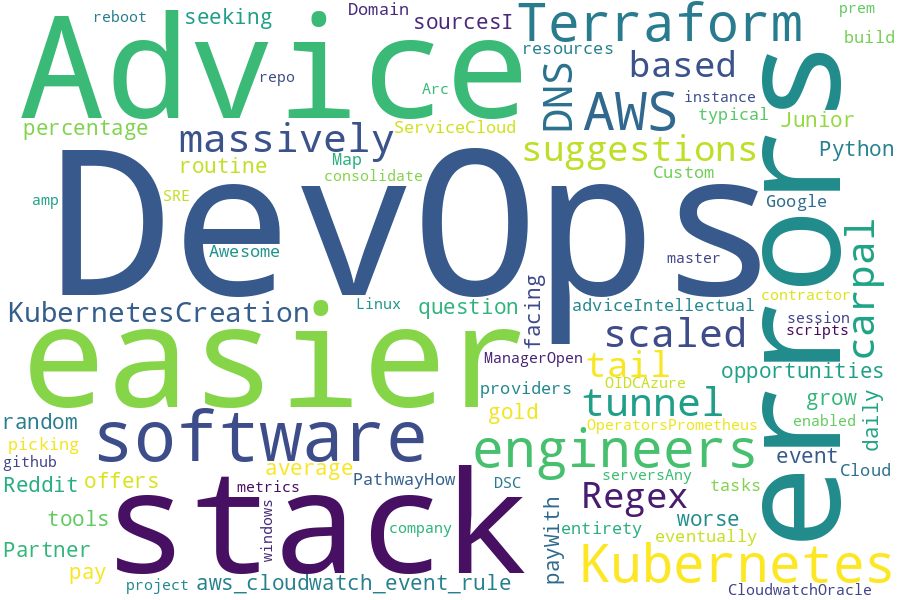 reboot
seeking
Domain
sourcesI
Terraform
prem
build
Advice
repo
Arc
resources
based
DNS
AWS
instance
typical
Junior
percentage
massively
ServiceCloud
errors
suggestions
Python
routine
Map
consolidate
Custom
amp
SRE
DevOps
Google
Awesome
master
carpal
KubernetesCreation
Linux
question
facing
adviceIntellectual
contractor
session
scripts
easier
scaled
ManagerOpen
tail
opportunities
OIDCAzure
providers
tunnel
grow
daily
random
software
gold
OperatorsPrometheus
enabled
picking
engineers
event
github
average
Cloud
Reddit
offers
metrics
PathwayHow
DSC
serversAny
tasks
stack
Regex
payWith
worse
tools
windows
company
entirety
eventually
Partner
Kubernetes
pay
project
aws_cloudwatch_event_rule
CloudwatchOracle